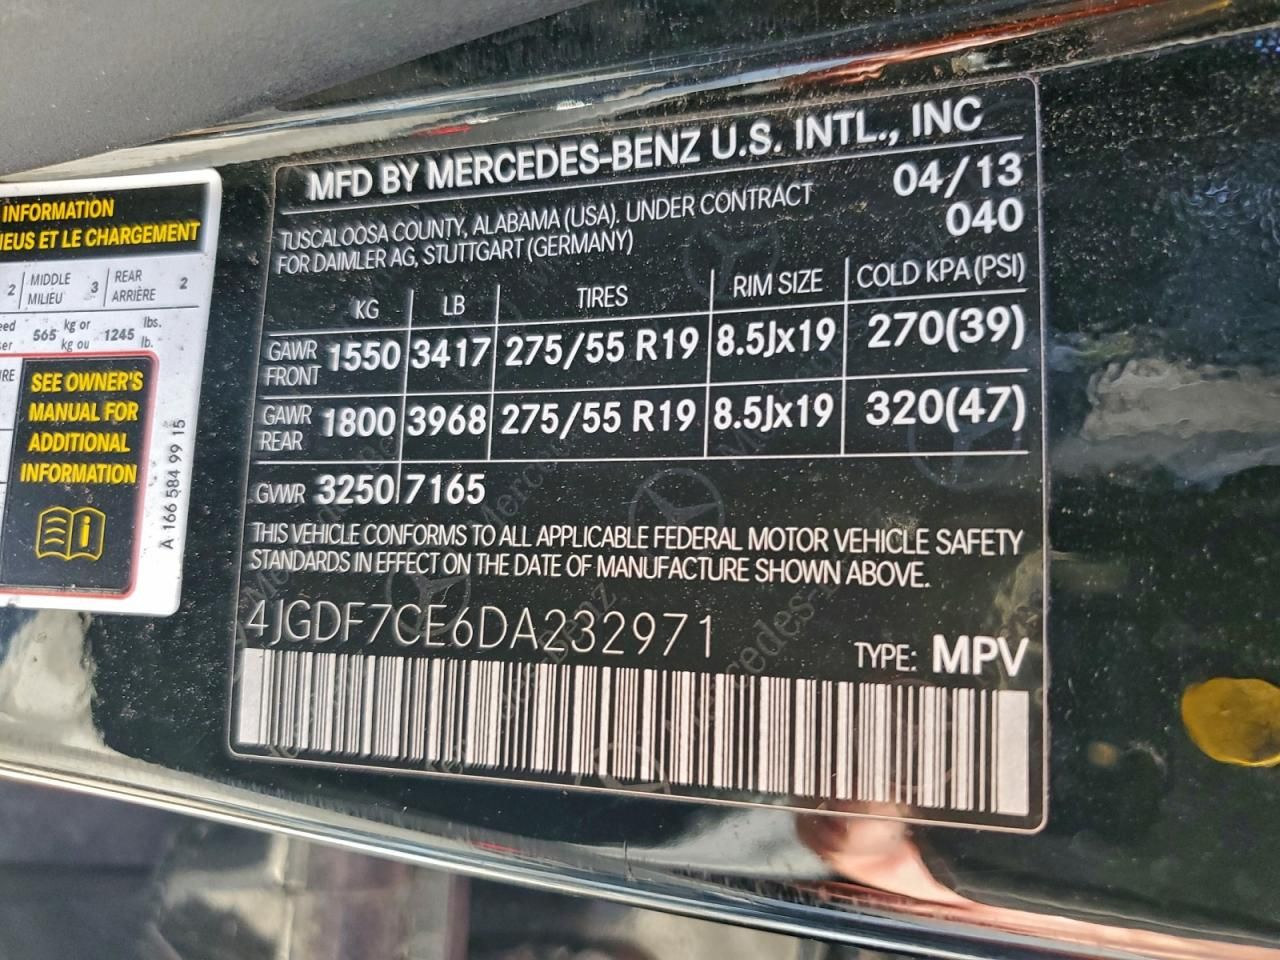 INFORMATION
NEUS ET LE CHARGEMENT
2 MIDDLE MILIEU 3 REAR ARRIÈRE 2
565 kg or kg ou 1245 lbs. lb.
SEE OWNER'S
MANUAL FOR
ADDITIONAL
INFORMATION
A 166 584 99 15
MFD BY MERCEDES-BENZ U.S. INTL., INC
TUSCALOOSA COUNTY, ALABAMA (USA). UNDER CONTRACT 04/13
FOR DAIMLER AG, STUTTGART (GERMANY) 040
KG LB TIRES RIM SIZE COLD KPA (PSI)
GAWR FRONT 1550 3417 275/55 R19 8.5Jx19 270(39)
GAWR REAR 1800 3968 275/55 R19 8.5Jx19 320(47)
GVWR 3250 7165
THIS VEHICLE CONFORMS TO ALL APPLICABLE FEDERAL MOTOR VEHICLE SAFETY
STANDARDS IN EFFECT ON THE DATE OF MANUFACTURE SHOWN ABOVE.
4JGDF7CE6DA232971
TYPE: MPV